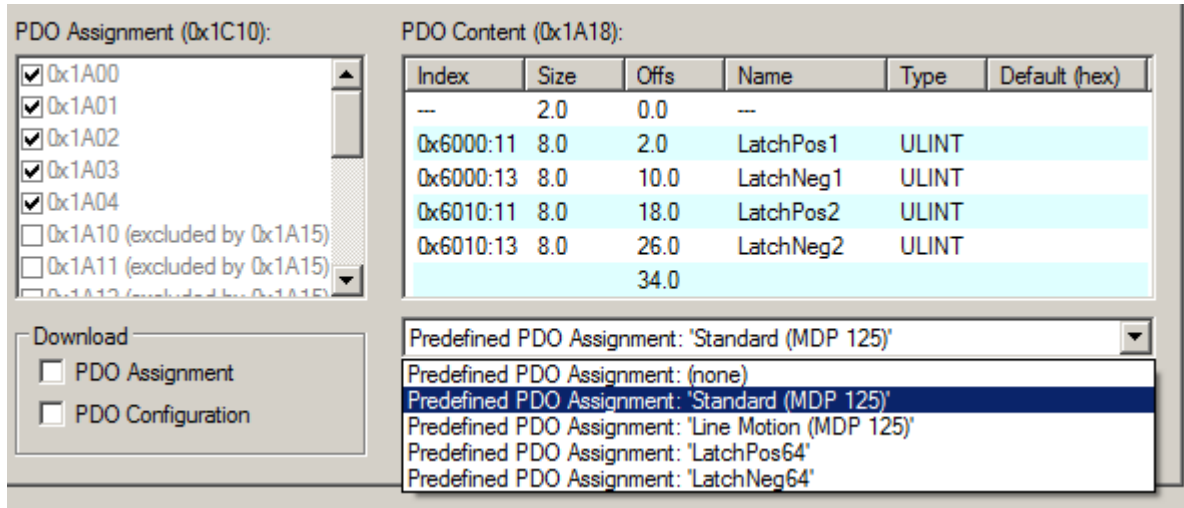 PDO Assignment (0x1C10):
0x1A00
0x1A01
0x1A02
0x1A03
0x1A04
0x1A10 (excluded by 0x1A15)
0x1A11 (excluded by 0x1A15)
0x1A12 (excluded by 0x1A15)
Download
PDO Assignment
PDO Configuration
PDO Content (0x1A18):
Index Size Offs Name Type Default (hex)
--- 2.0 0.0 ---
0x6000:11 8.0 2.0 LatchPos1 ULINT
0x6000:13 8.0 10.0 LatchNeg1 ULINT
0x6010:11 8.0 18.0 LatchPos2 ULINT
0x6010:13 8.0 26.0 LatchNeg2 ULINT
34.0
Predefined PDO Assignment: 'Standard (MDP 125)'
Predefined PDO Assignment: (none)
Predefined PDO Assignment: 'Standard (MDP 125)'
Predefined PDO Assignment: 'Line Motion (MDP 125)'
Predefined PDO Assignment: 'LatchPos64'
Predefined PDO Assignment: 'LatchNeg64'